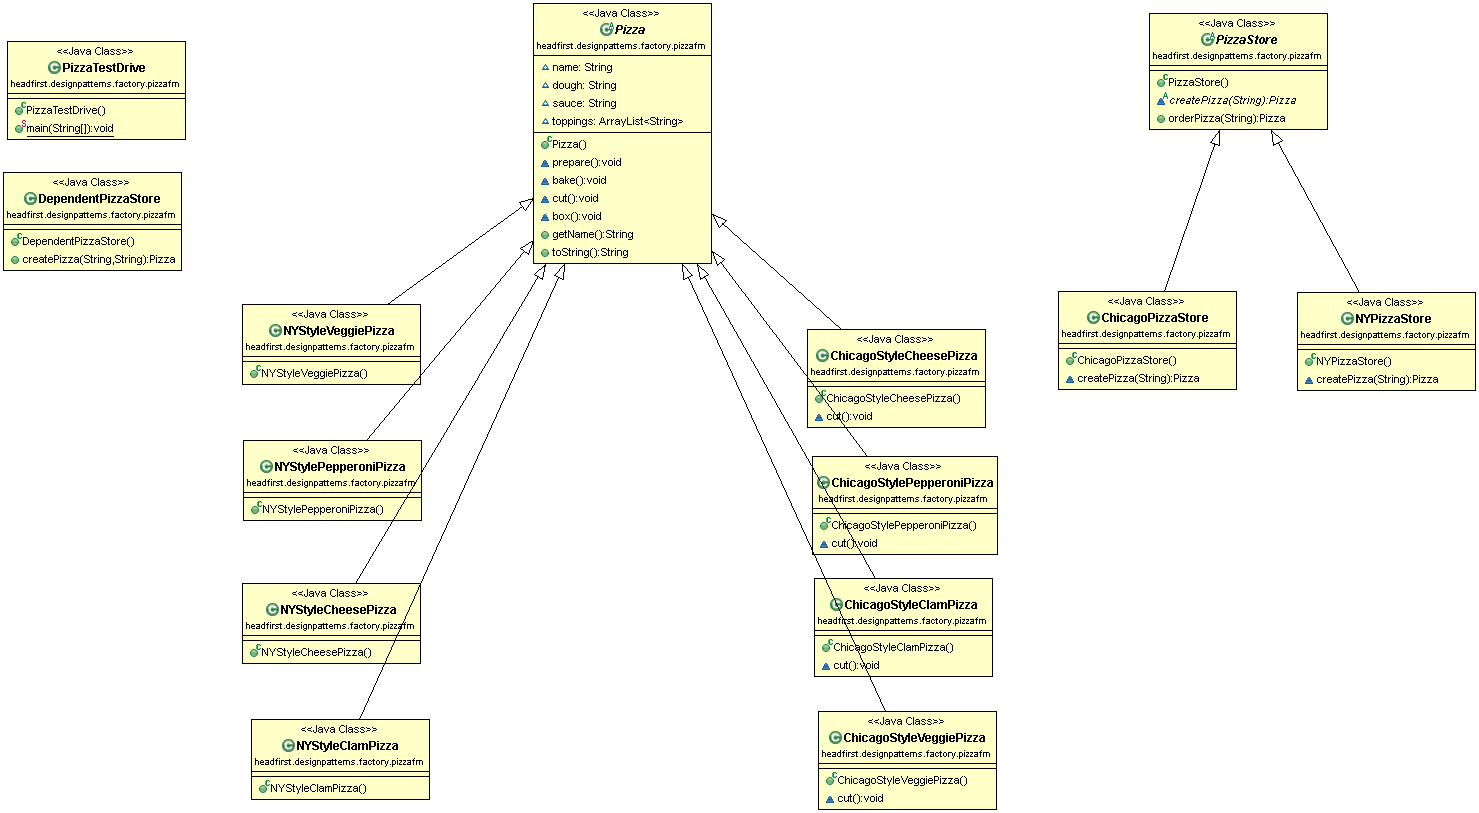 <<Java Class>>
PizzaTestDrive
headfirst.designpatterns.factory.pizzafm
PizzaTestDrive()
main(String[]):void
<<Java Class>>
DependentPizzaStore
headfirst.designpatterns.factory.pizzafm
DependentPizzaStore()
createPizza(String,String):Pizza
<<Java Class>>
Pizza
headfirst.designpatterns.factory.pizzafm
name: String
dough: String
sauce: String
toppings: ArrayList<String>
Pizza()
prepare():void
bake():void
cut():void
box():void
getName():String
toString():String
<<Java Class>>
PizzaStore
headfirst.designpatterns.factory.pizzafm
PizzaStore()
createPizza(String):Pizza
orderPizza(String):Pizza
<<Java Class>>
NYStyleVeggiePizza
headfirst.designpatterns.factory.pizzafm
NYStyleVeggiePizza()
<<Java Class>>
NYStylePepperoniPizza
headfirst.designpatterns.factory.pizzafm
NYStylePepperoniPizza()
<<Java Class>>
NYStyleCheesePizza
headfirst.designpatterns.factory.pizzafm
NYStyleCheesePizza()
<<Java Class>>
NYStyleClamPizza
headfirst.designpatterns.factory.pizzafm
NYStyleClamPizza()
<<Java Class>>
ChicagoStyleCheesePizza
headfirst.designpatterns.factory.pizzafm
ChicagoStyleCheesePizza()
cut():void
<<Java Class>>
ChicagoStylePepperoniPizza
headfirst.designpatterns.factory.pizzafm
ChicagoStylePepperoniPizza()
cut():void
<<Java Class>>
ChicagoStyleClamPizza
headfirst.designpatterns.factory.pizzafm
ChicagoStyleClamPizza()
cut():void
<<Java Class>>
ChicagoStyleVeggiePizza
headfirst.designpatterns.factory.pizzafm
ChicagoStyleVeggiePizza()
cut():void
<<Java Class>>
ChicagoPizzaStore
headfirst.designpatterns.factory.pizzafm
ChicagoPizzaStore()
createPizza(String):Pizza
<<Java Class>>
NYPizzaStore
headfirst.designpatterns.factory.pizzafm
NYPizzaStore()
createPizza(String):Pizza